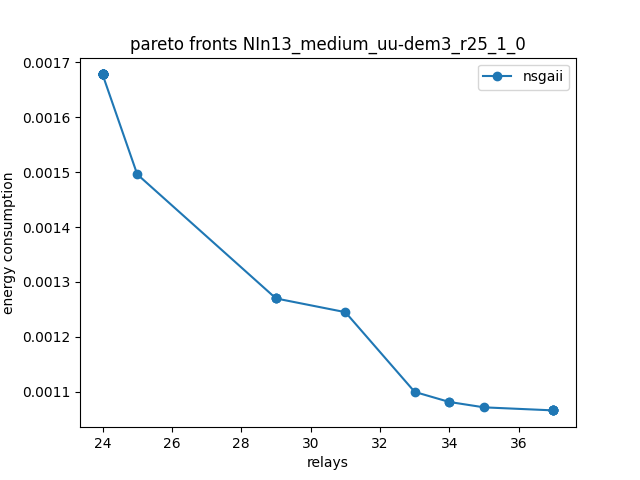 pareto fronts NIn13_medium_uu-dem3_r25_1_0
nsgaii
energy consumption
0.0017
0.0016
0.0015
0.0014
0.0013
0.0012
0.0011
24 26 28 30 32 34 36
relays